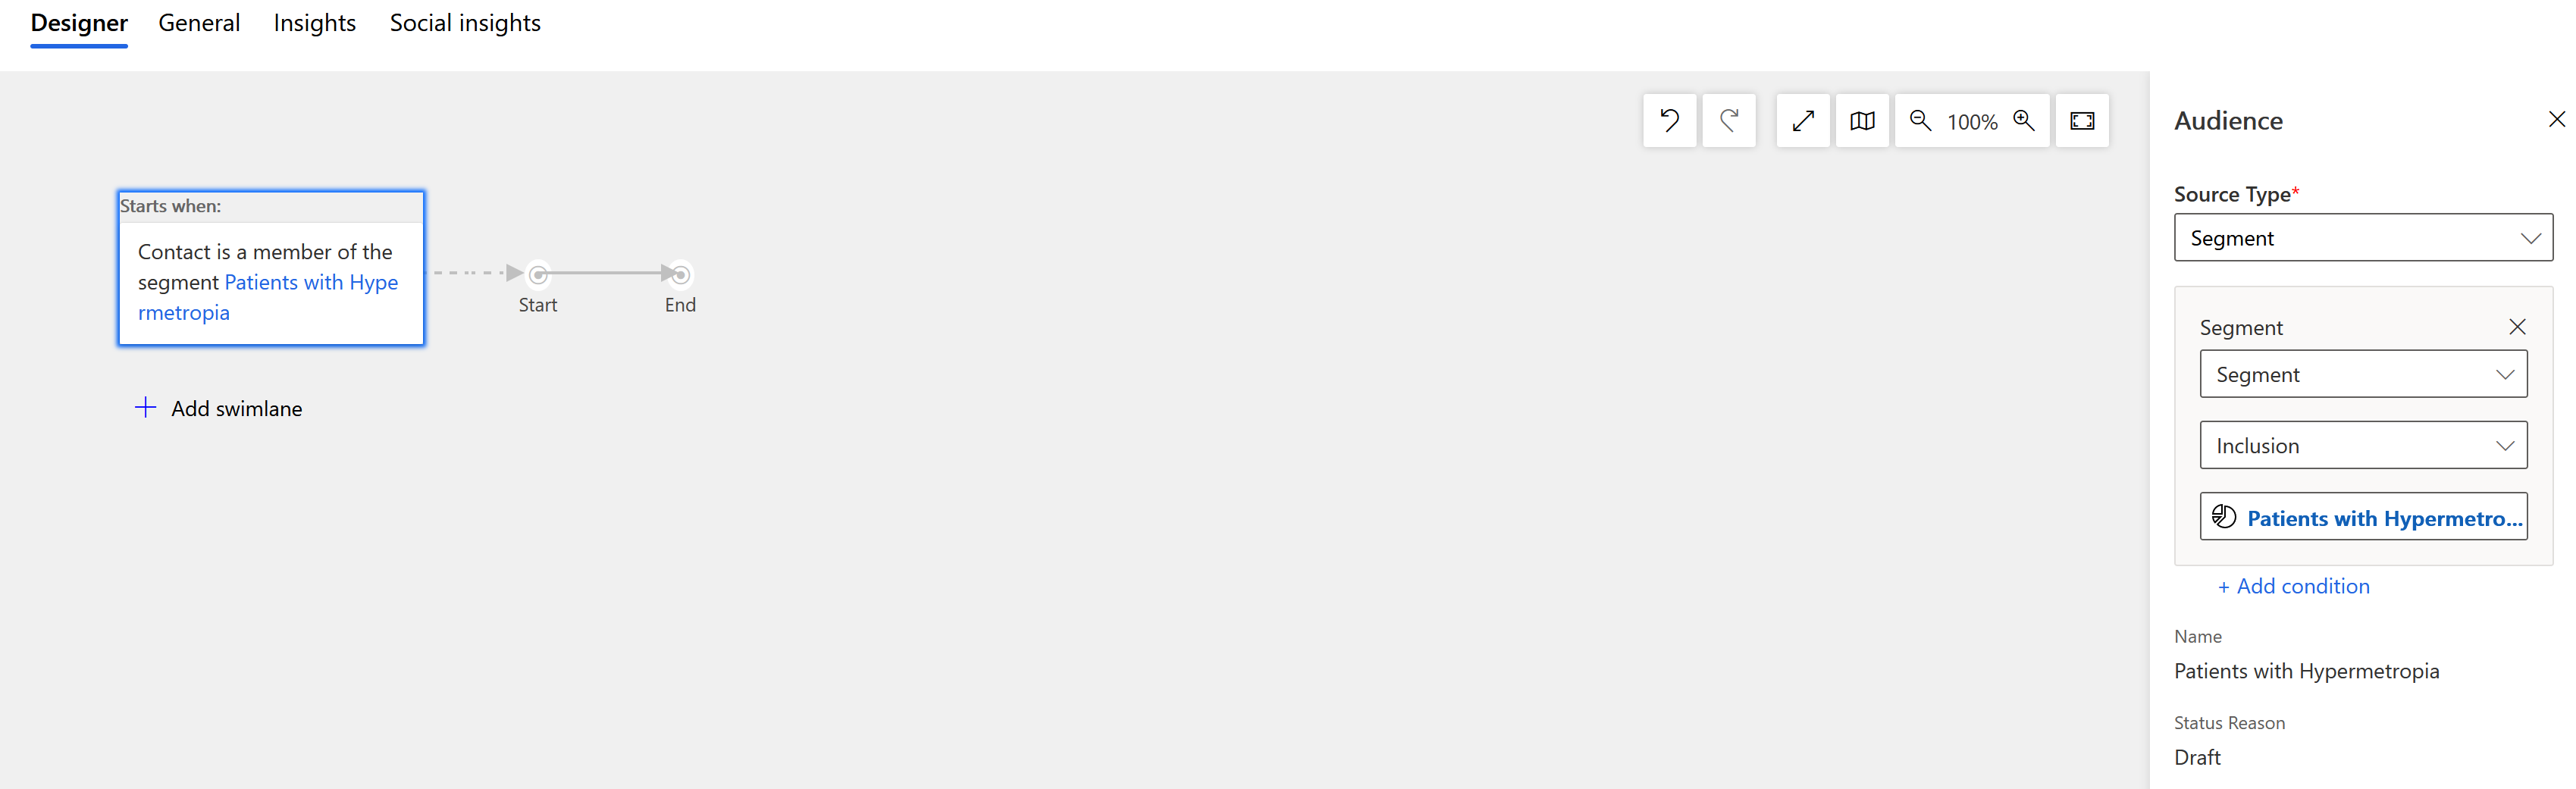 Designer General Insights Social insights
100%
Starts when:
Contact is a member of the
segment Patients with Hype
rmetropia
Start
End
Add swimlane
Audience
Source Type*
Segment
Segment
Segment
Inclusion
Patients with Hypermetro...
+ Add condition
Name
Patients with Hypermetropia
Status Reason
Draft